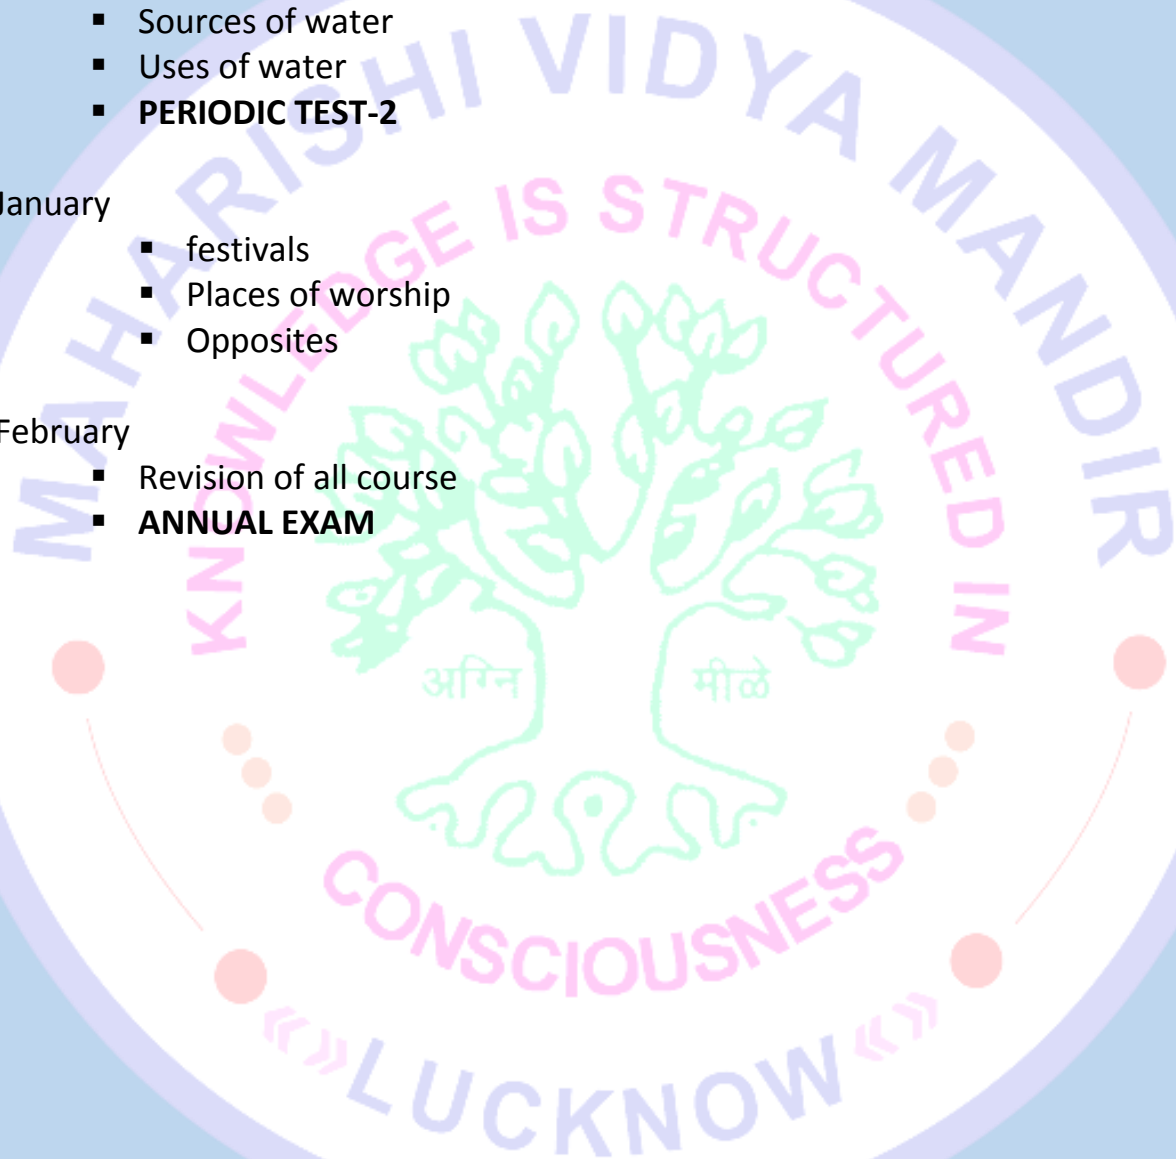 ▪ Sources of water
▪ Uses of water
▪ PERIODIC TEST-2
January
▪ festivals
▪ Places of worship
▪ Opposites
February
▪ Revision of all course
▪ ANNUAL EXAM
MAHARISHI VIDYA MANDIR
KNOWLEDGE IS STRUCTURED IN
अग्नि मीळे
CONSCIOUSNESS
«» LUCKNOW «»